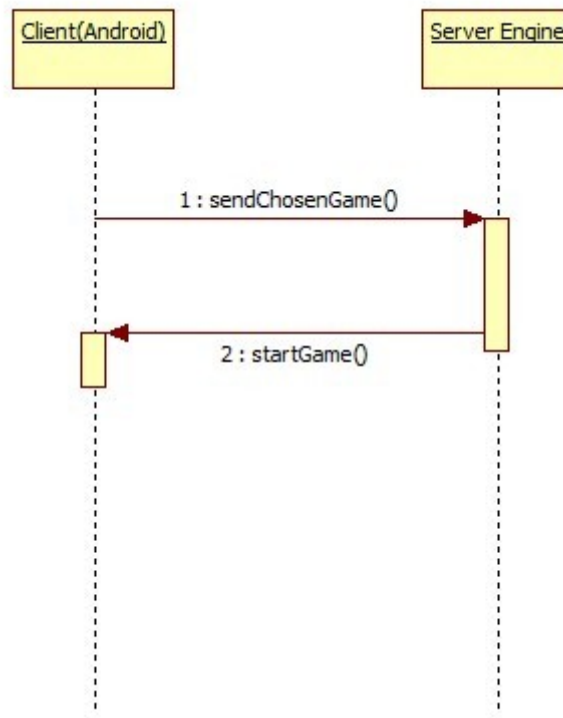 Client(Android)
Server Engine
1 : sendChosenGame()
2 : startGame()